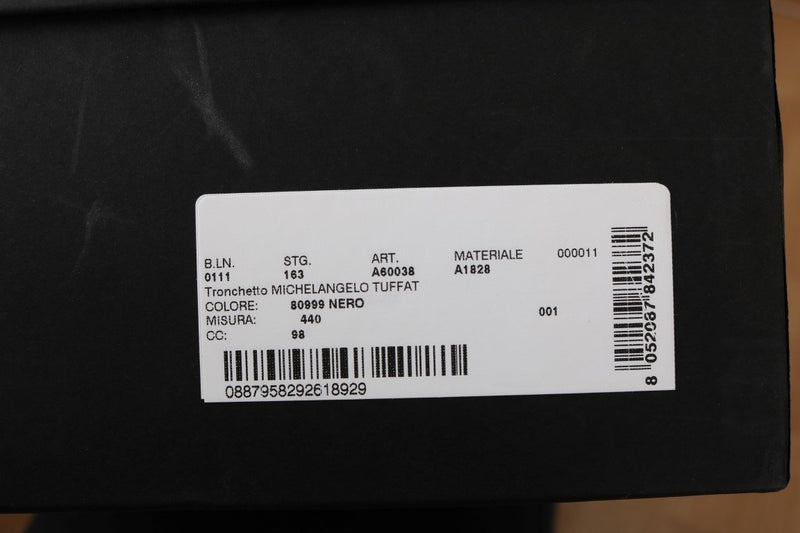 B.LN. STG. ART. MATERIALE 000011
0111 163 A60038 A1828
Tronchetto MICHELANGELO TUFFAT
COLORE: 80999 NERO
MISURA: 440 001
CC: 98
0887958292618929
8 052087 842372